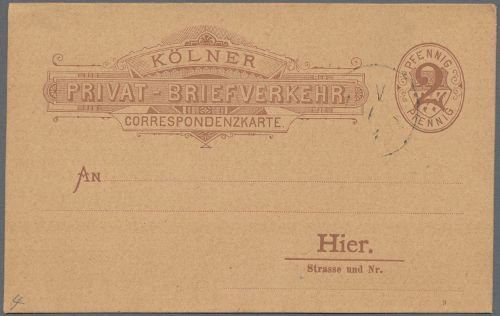 KÖLNER
PRIVAT-BRIEFVERKEHR.
CORRESPONDENZKARTE.
PFENNIG
2
PFENNIG
AN
Hier.
Strasse und Nr.